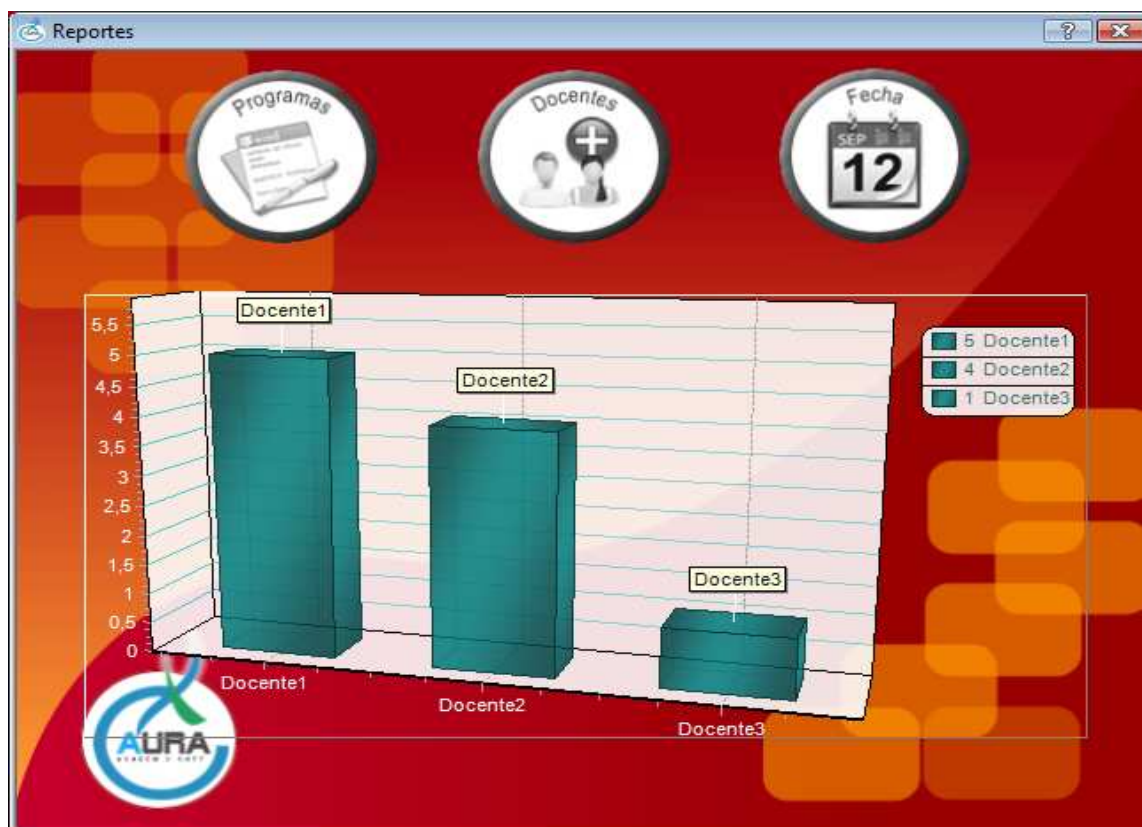 Reportes
Programas
Docentes
Fecha
SEP
12
Docente1
Docente2
Docente3
5,5
5
4,5
4
3,5
3
2,5
2
1,5
1
0,5
0
Docente1
Docente2
Docente3
5 Docente1
4 Docente2
1 Docente3
AURA